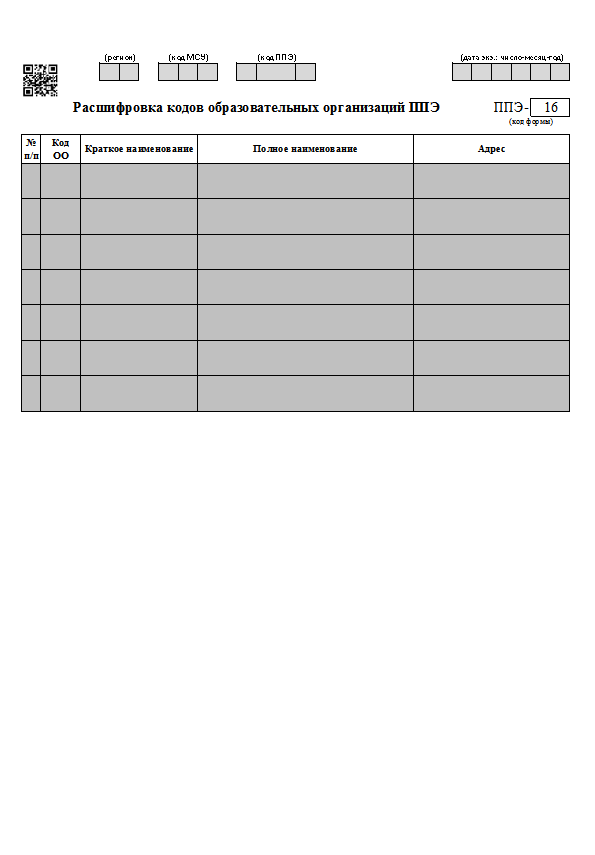 (регион) (код МСУ) (код ППЭ) (дата экз.: число-месяц-год)
Расшифровка кодов образовательных организаций ППЭ ППЭ- 16
(код формы)
№ п/п Код ОО Краткое наименование Полное наименование Адрес